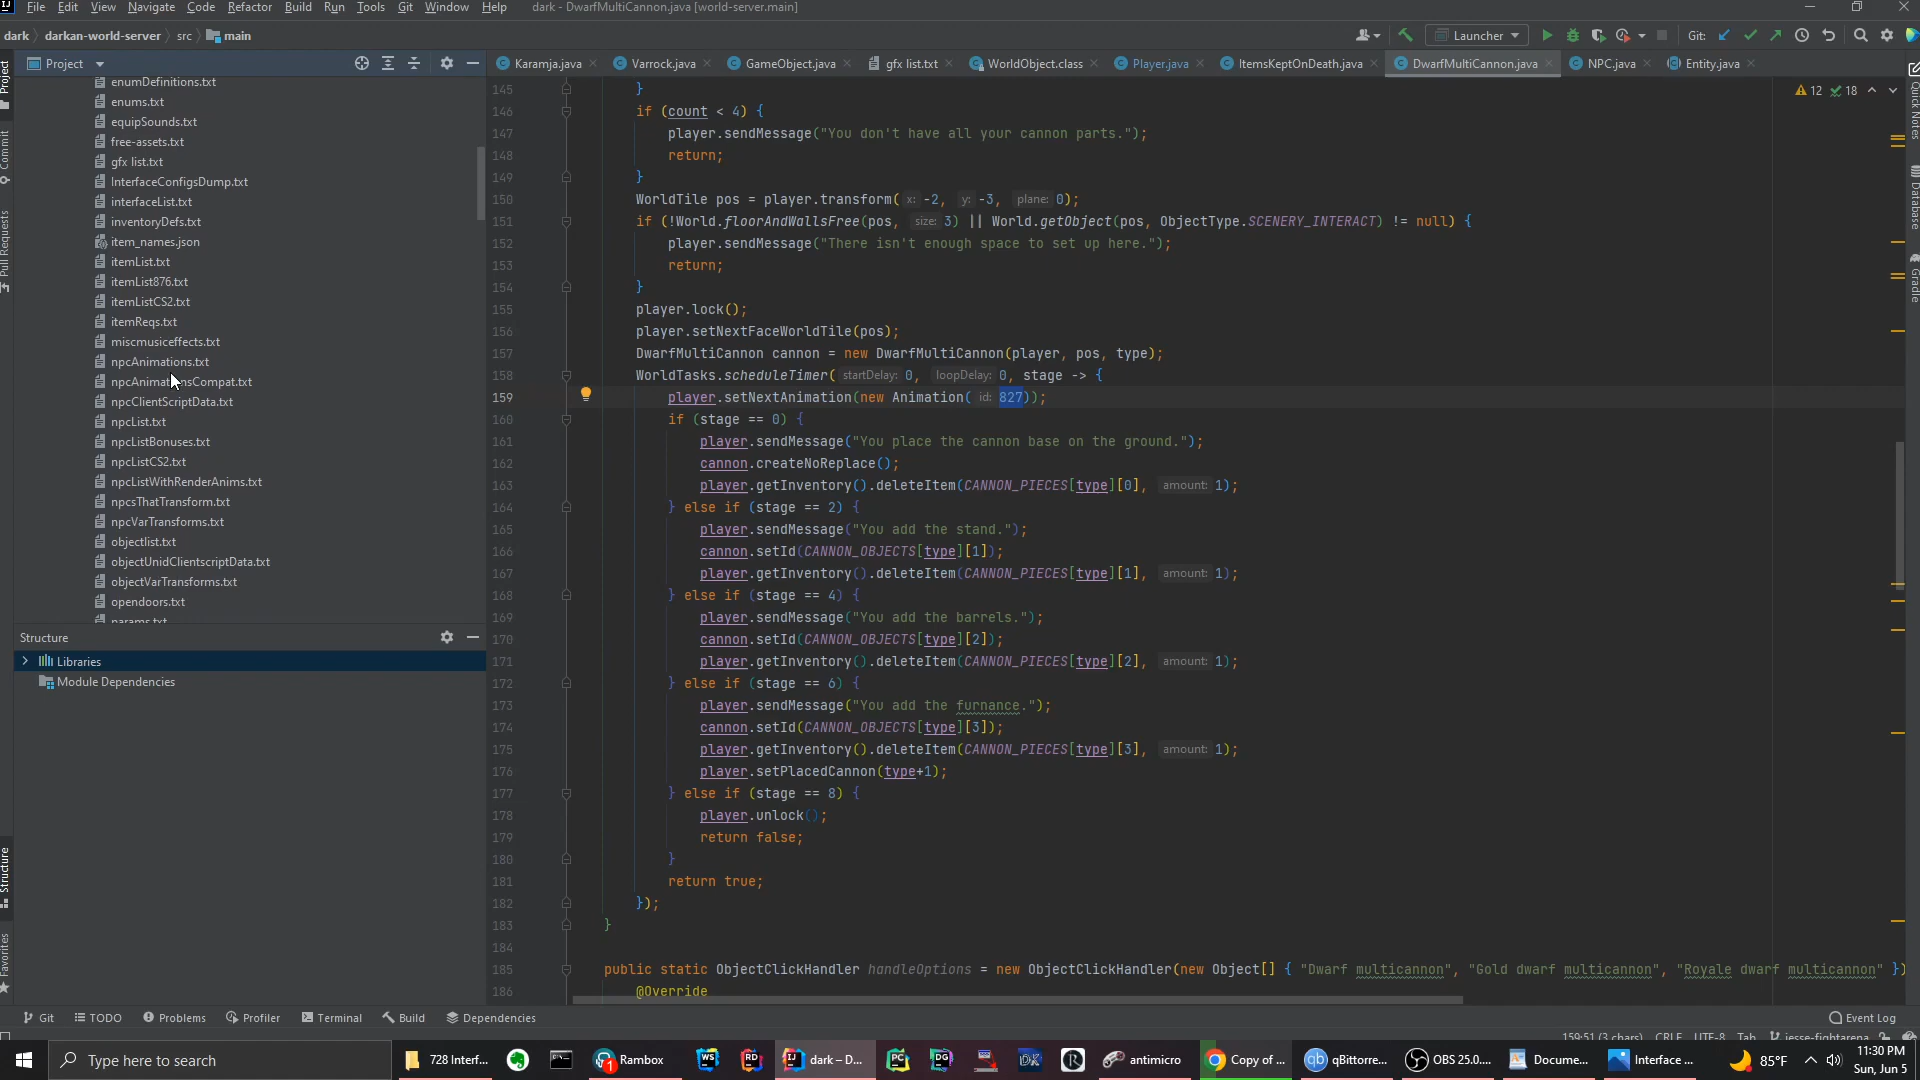 File Edit View Navigate Code Refactor Build Run Tools Git Window Help dark - DwarfMultiCannon.java [world-server.main]
dark darkan-world-server src main Launcher Git:
Project Karamja.java Varrock.java GameObject.java gfx list.txt WorldObject.class Player.java ItemsKeptOnDeath.java DwarfMultiCannon.java NPC.java Entity.java
Project
Commit
Pull Requests
Structure
Favorites
Quick Notes
Database
Gradle
12 18
enumDefinitions.txt
enums.txt
equipSounds.txt
free-assets.txt
gfx list.txt
InterfaceConfigsDump.txt
interfaceList.txt
inventoryDefs.txt
item_names.json
itemList.txt
itemList876.txt
itemListCS2.txt
itemReqs.txt
miscmusiceffects.txt
npcAnimations.txt
npcAnimationsCompat.txt
npcClientScriptData.txt
npcList.txt
npcListBonuses.txt
npcListCS2.txt
npcListWithRenderAnims.txt
npcsThatTransform.txt
npcVarTransforms.txt
objectlist.txt
objectUnidClientscriptData.txt
objectVarTransforms.txt
opendoors.txt
params.txt
Structure
Libraries
Module Dependencies
145 }
146 if (count < 4) {
147 player.sendMessage("You don't have all your cannon parts.");
148 return;
149 }
150 WorldTile pos = player.transform( x: -2, y: -3, plane: 0);
151 if (!World.floorAndWallsFree(pos, size: 3) || World.getObject(pos, ObjectType.SCENERY_INTERACT) != null) {
152 player.sendMessage("There isn't enough space to set up here.");
153 return;
154 }
155 player.lock();
156 player.setNextFaceWorldTile(pos);
157 DwarfMultiCannon cannon = new DwarfMultiCannon(player, pos, type);
158 WorldTasks.scheduleTimer( startDelay: 0, loopDelay: 0, stage -> {
159 player.setNextAnimation(new Animation( id: 827));
160 if (stage == 0) {
161 player.sendMessage("You place the cannon base on the ground.");
162 cannon.createNoReplace();
163 player.getInventory().deleteItem(CANNON_PIECES[type][0], amount: 1);
164 } else if (stage == 2) {
165 player.sendMessage("You add the stand.");
166 cannon.setId(CANNON_OBJECTS[type][1]);
167 player.getInventory().deleteItem(CANNON_PIECES[type][1], amount: 1);
168 } else if (stage == 4) {
169 player.sendMessage("You add the barrels.");
170 cannon.setId(CANNON_OBJECTS[type][2]);
171 player.getInventory().deleteItem(CANNON_PIECES[type][2], amount: 1);
172 } else if (stage == 6) {
173 player.sendMessage("You add the furnance.");
174 cannon.setId(CANNON_OBJECTS[type][3]);
175 player.getInventory().deleteItem(CANNON_PIECES[type][3], amount: 1);
176 player.setPlacedCannon(type+1);
177 } else if (stage == 8) {
178 player.unlock();
179 return false;
180 }
181 return true;
182 });
183 }
184
185 public static ObjectClickHandler handleOptions = new ObjectClickHandler(new Object[] { "Dwarf multicannon", "Gold dwarf multicannon", "Royale dwarf multicannon" })
186 @Override
Git TODO Problems Profiler Terminal Build Dependencies Event Log
159:51 (3 chars) CRLF UTF-8 Tab jesse-fightarena
Type here to search 728 Interf... 1 Rambox WS RD IJ dark – D... PC DG DK R antimicro Copy of ... qb qBittorre... OBS 25.0.... Docume... Interface ... 85°F 11:30 PM
Sun, Jun 5